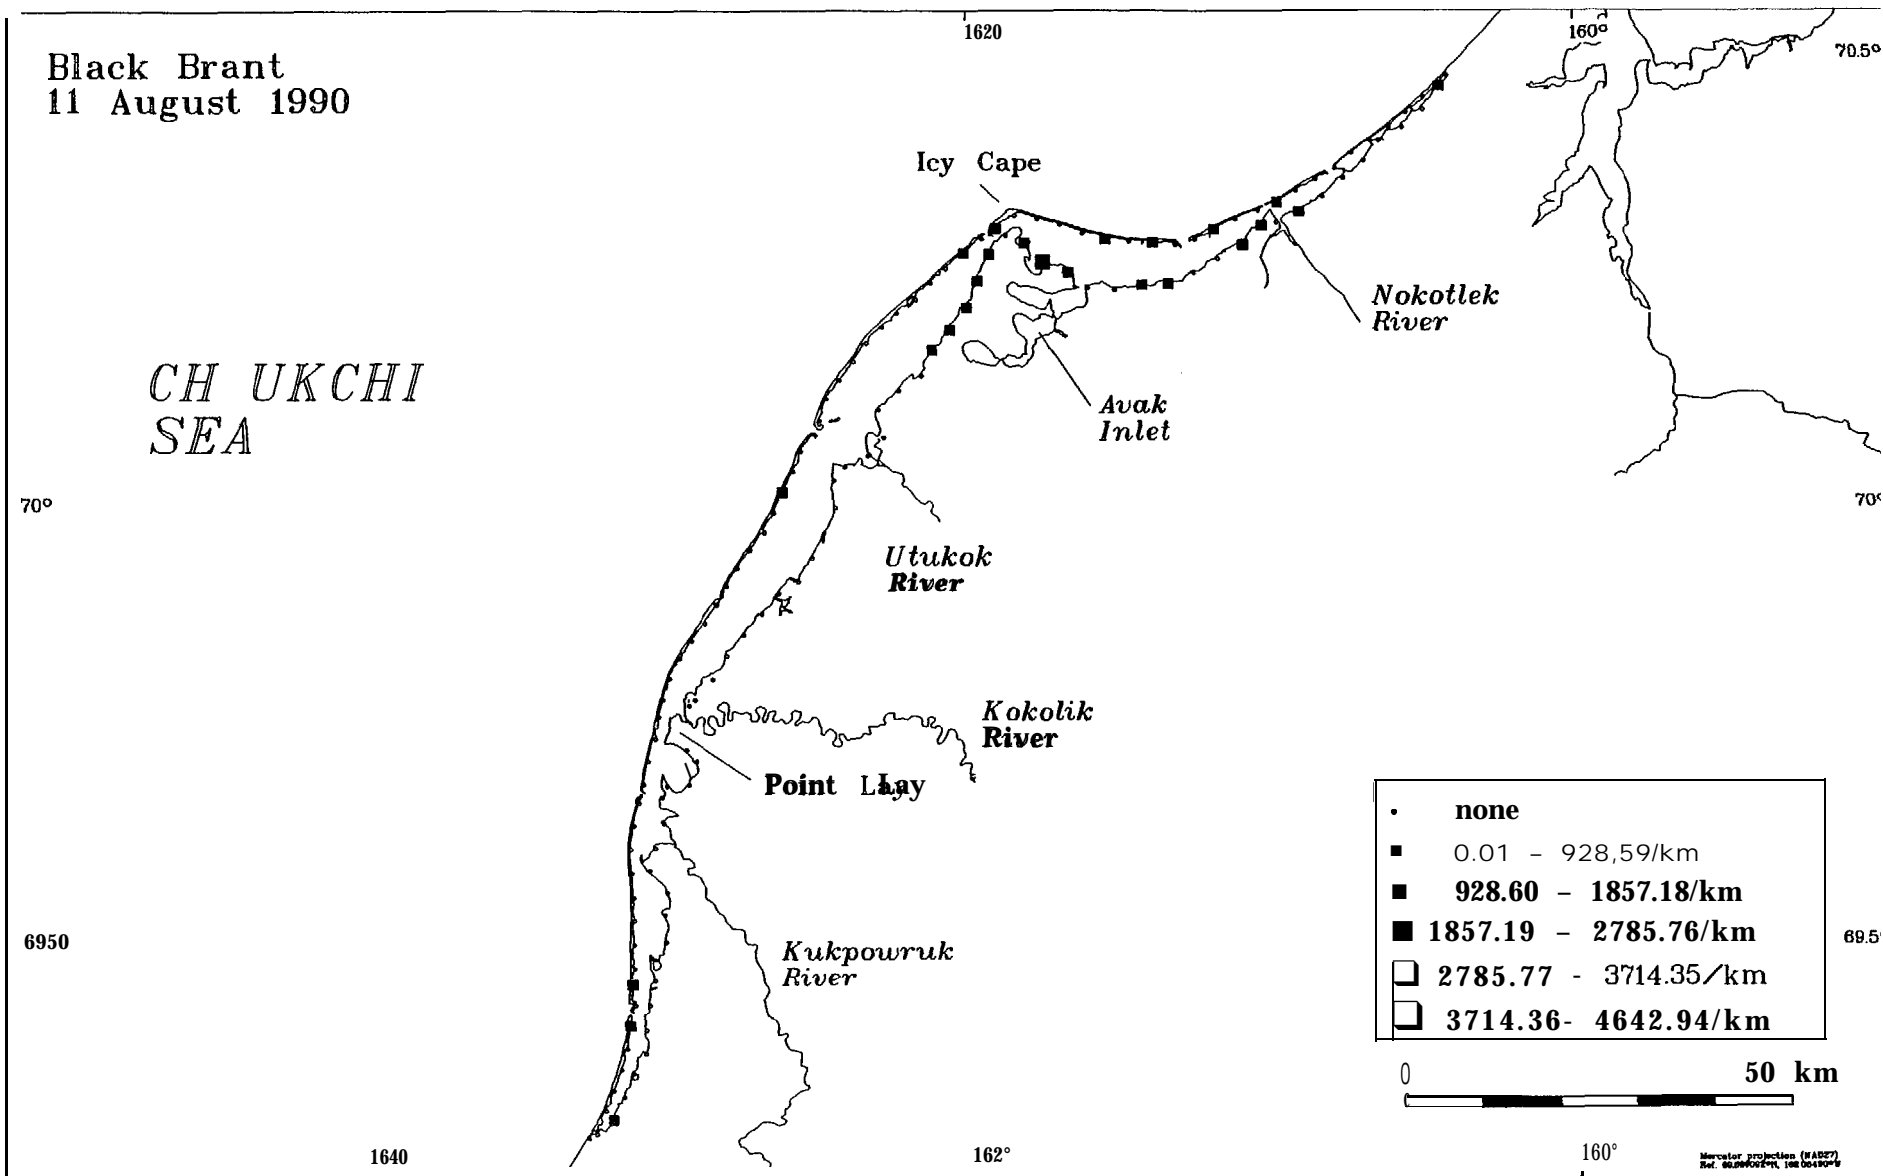 1620
160°
70.5°
Black Brant
11 August 1990
Icy Cape
Nokotlek
River
CH UKCHI
SEA
Avak
Inlet
70°
70°
Utukok
River
Kokolik
River
Point Lay
none
0.01 – 928,59/km
928.60 – 1857.18/km
6950
1857.19 – 2785.76/km
69.5°
Kukpowruk
River
2785.77 - 3714.35/km
3714.36- 4642.94/km
0 50 km
1640
162°
160°
Mercator projection (NAD27)